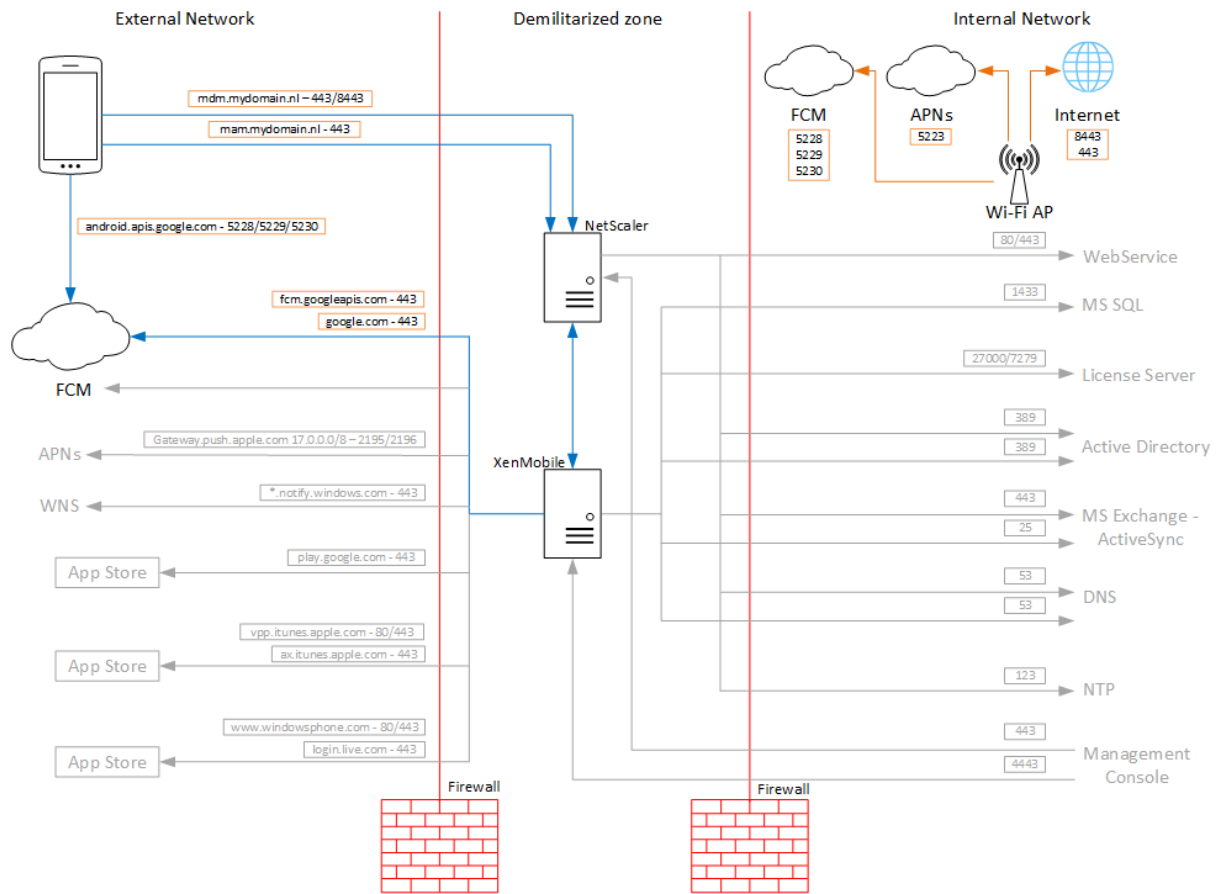 External Network
Demilitarized zone
Internal Network
mdm.mydomain.nl – 443/8443
mam.mydomain.nl - 443
android.apis.google.com - 5228/5229/5230
fcm.googleapis.com - 443
google.com - 443
FCM
APNs
Gateway.push.apple.com 17.0.0.0/8 – 2195/2196
WNS
*.notify.windows.com - 443
play.google.com - 443
App Store
vpp.itunes.apple.com - 80/443
ax.itunes.apple.com - 443
App Store
www.windowsphone.com - 80/443
login.live.com - 443
App Store
Firewall
NetScaler
XenMobile
Firewall
FCM
5228
5229
5230
APNs
5223
Internet
8443
443
Wi-Fi AP
80/443
WebService
1433
MS SQL
27000/7279
License Server
389
389
Active Directory
443
25
MS Exchange -
ActiveSync
53
53
DNS
123
NTP
443
4443
Management
Console